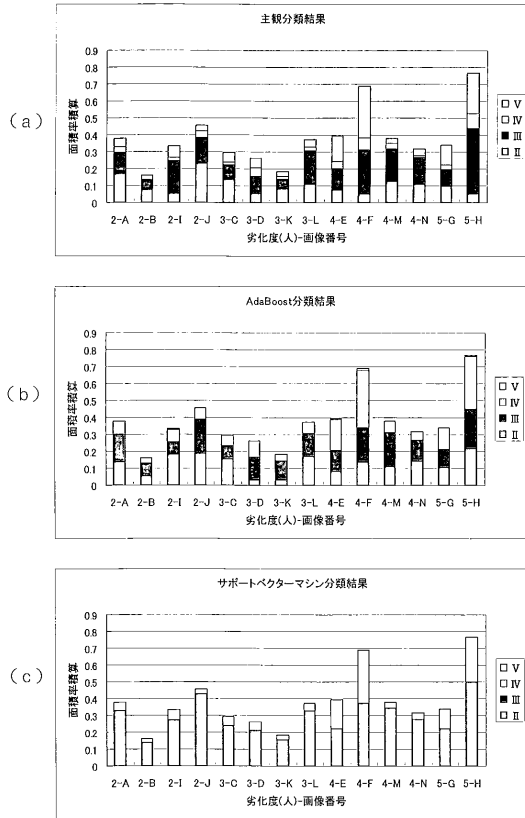 (a)
主観分類結果
面積率積算
0.9
0.8
0.7
0.6
0.5
0.4
0.3
0.2
0.1
0
2-A 2-B 2-I 2-J 3-C 3-D 3-K 3-L 4-E 4-F 4-M 4-N 5-G 5-H
劣化度(人)-画像番号
V
IV
III
II
(b)
AdaBoost分類結果
面積率積算
0.9
0.8
0.7
0.6
0.5
0.4
0.3
0.2
0.1
0
2-A 2-B 2-I 2-J 3-C 3-D 3-K 3-L 4-E 4-F 4-M 4-N 5-G 5-H
劣化度(人)-画像番号
V
IV
III
II
(c)
サポートベクターマシン分類結果
面積率積算
0.9
0.8
0.7
0.6
0.5
0.4
0.3
0.2
0.1
0
2-A 2-B 2-I 2-J 3-C 3-D 3-K 3-L 4-E 4-F 4-M 4-N 5-G 5-H
劣化度(人)-画像番号
V
IV
III
II